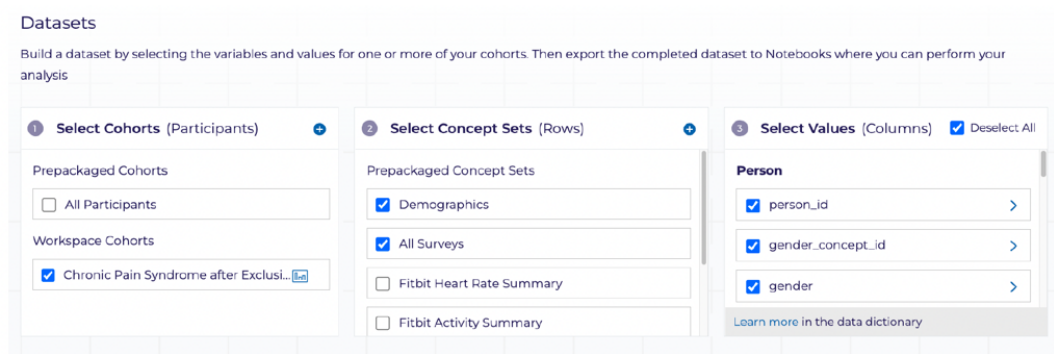 Datasets
Build a dataset by selecting the variables and values for one or more of your cohorts. Then export the completed dataset to Notebooks where you can perform your
analysis
1 Select Cohorts (Participants)
Prepackaged Cohorts
All Participants
Workspace Cohorts
Chronic Pain Syndrome after Exclusi...
2 Select Concept Sets (Rows)
Prepackaged Concept Sets
Demographics
All Surveys
Fitbit Heart Rate Summary
Fitbit Activity Summary
3 Select Values (Columns) Deselect All
Person
person_id
gender_concept_id
gender
Learn more in the data dictionary